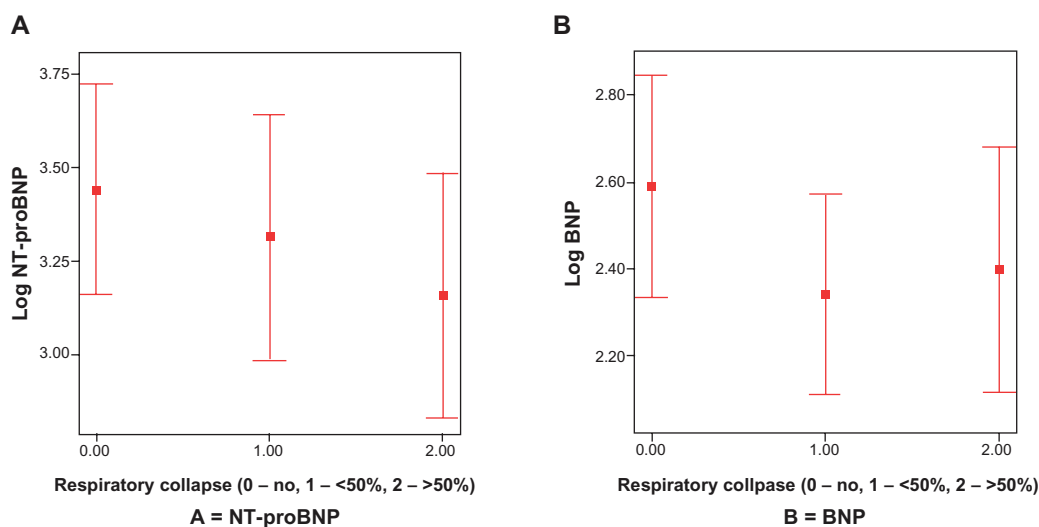 A
Log NT-proBNP
3.75
3.50
3.25
3.00
0.00 1.00 2.00
Respiratory collapse (0 – no, 1 – <50%, 2 – >50%)
A = NT-proBNP
B
Log BNP
2.80
2.60
2.40
2.20
0.00 1.00 2.00
Respiratory collpase (0 – no, 1 – <50%, 2 – >50%)
B = BNP